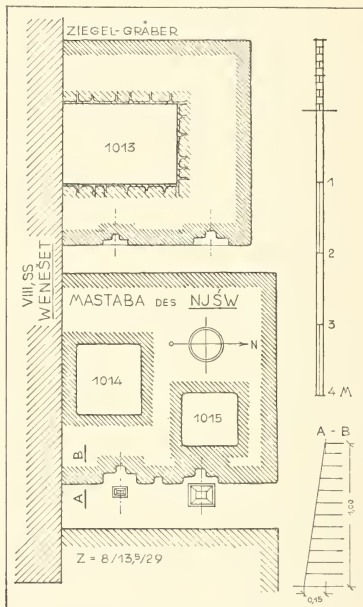 ZIEGEL-GRÄBER
1013
VIII, SS
WENEŠET
MASTABA DES NJŚW
N
1014
1015
B
A
Z = 8/13,5/29
1
2
3
4 M
A - B
1,00
0,15